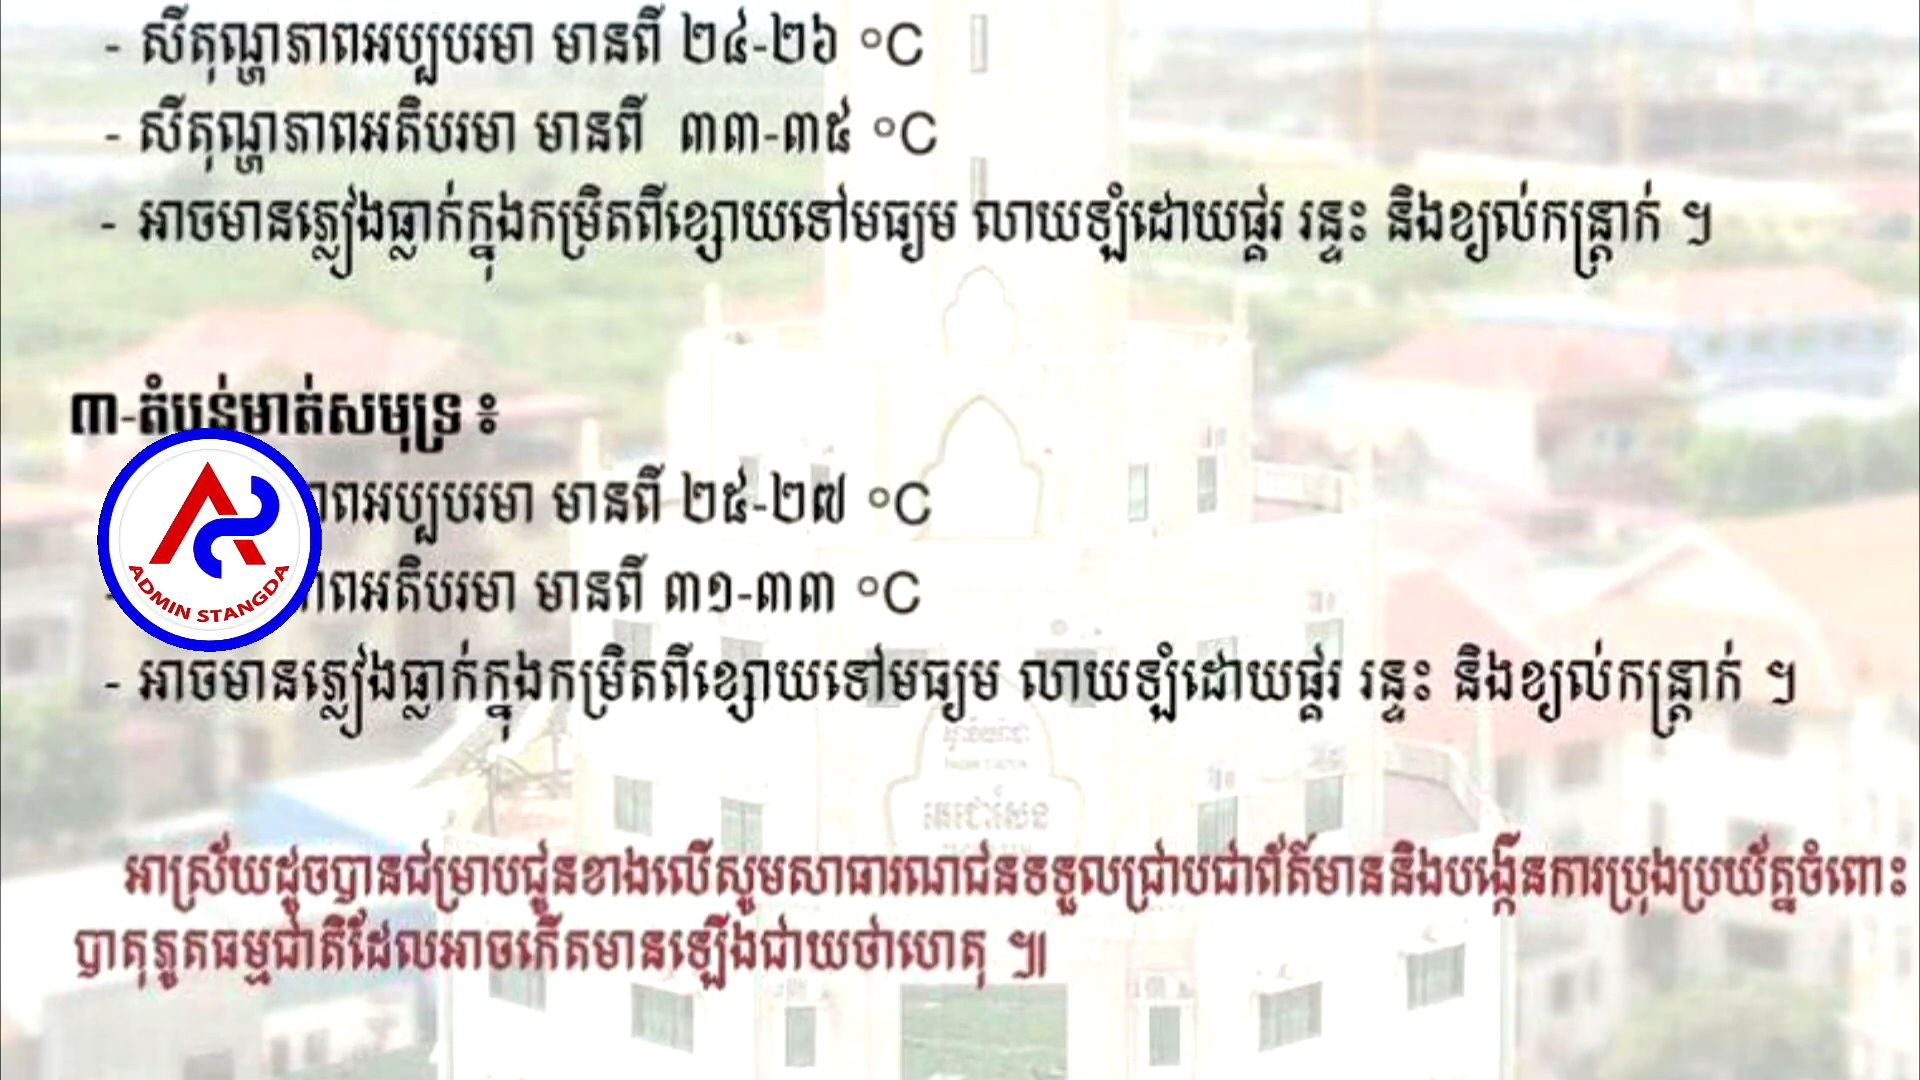 - សីតុណ្ហភាពអប្បបរមា មានពី ២៤-២៦ °C
- សីតុណ្ហភាពអតិបរមា មានពី ៣៣-៣៥ °C
- អាចមានភ្លៀងធ្លាក់ក្នុងកម្រិតពីខ្សោយទៅមធ្យម លាយឡំដោយផ្គរ រន្ទះ និងខ្យល់កន្ត្រាក់ ។
៣-តំបន់មាត់សមុទ្រ ៖
ភាពអប្បបរមា មានពី ២៥-២៧ °C
ភាពអតិបរមា មានពី ៣១-៣៣ °C
ADMIN STANGDA
- អាចមានភ្លៀងធ្លាក់ក្នុងកម្រិតពីខ្សោយទៅមធ្យម លាយឡំដោយផ្គរ រន្ទះ និងខ្យល់កន្ត្រាក់ ។
តេជោសែន
អាស្រ័យដូចបានជម្រាបជូនខាងលើសូមសាធារណជនទទួលជ្រាបជាព័ត៌មាននិងបង្កើនការប្រុងប្រយ័ត្នចំពោះ
បាតុភូតធម្មជាតិដែលអាចកើតមានឡើងជាយថាហេតុ ៕